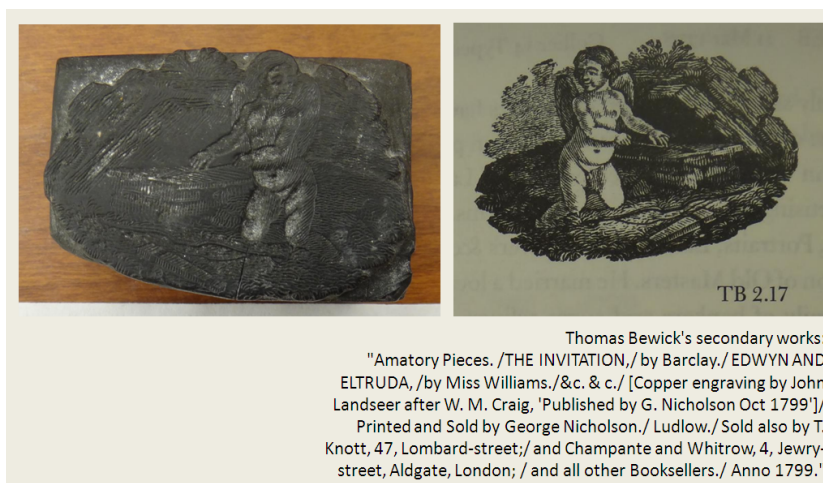 TB 2.17
Thomas Bewick's secondary works:
"Amatory Pieces. /THE INVITATION,/ by Barclay./ EDWYN AND
ELTRUDA, /by Miss Williams./&c. & c./ [Copper engraving by John
Landseer after W. M. Craig, 'Published by G. Nicholson Oct 1799']/
Printed and Sold by George Nicholson./ Ludlow./ Sold also by T.
Knott, 47, Lombard-street;/ and Champante and Whitrow, 4, Jewry-
street, Aldgate, London; / and all other Booksellers./ Anno 1799."